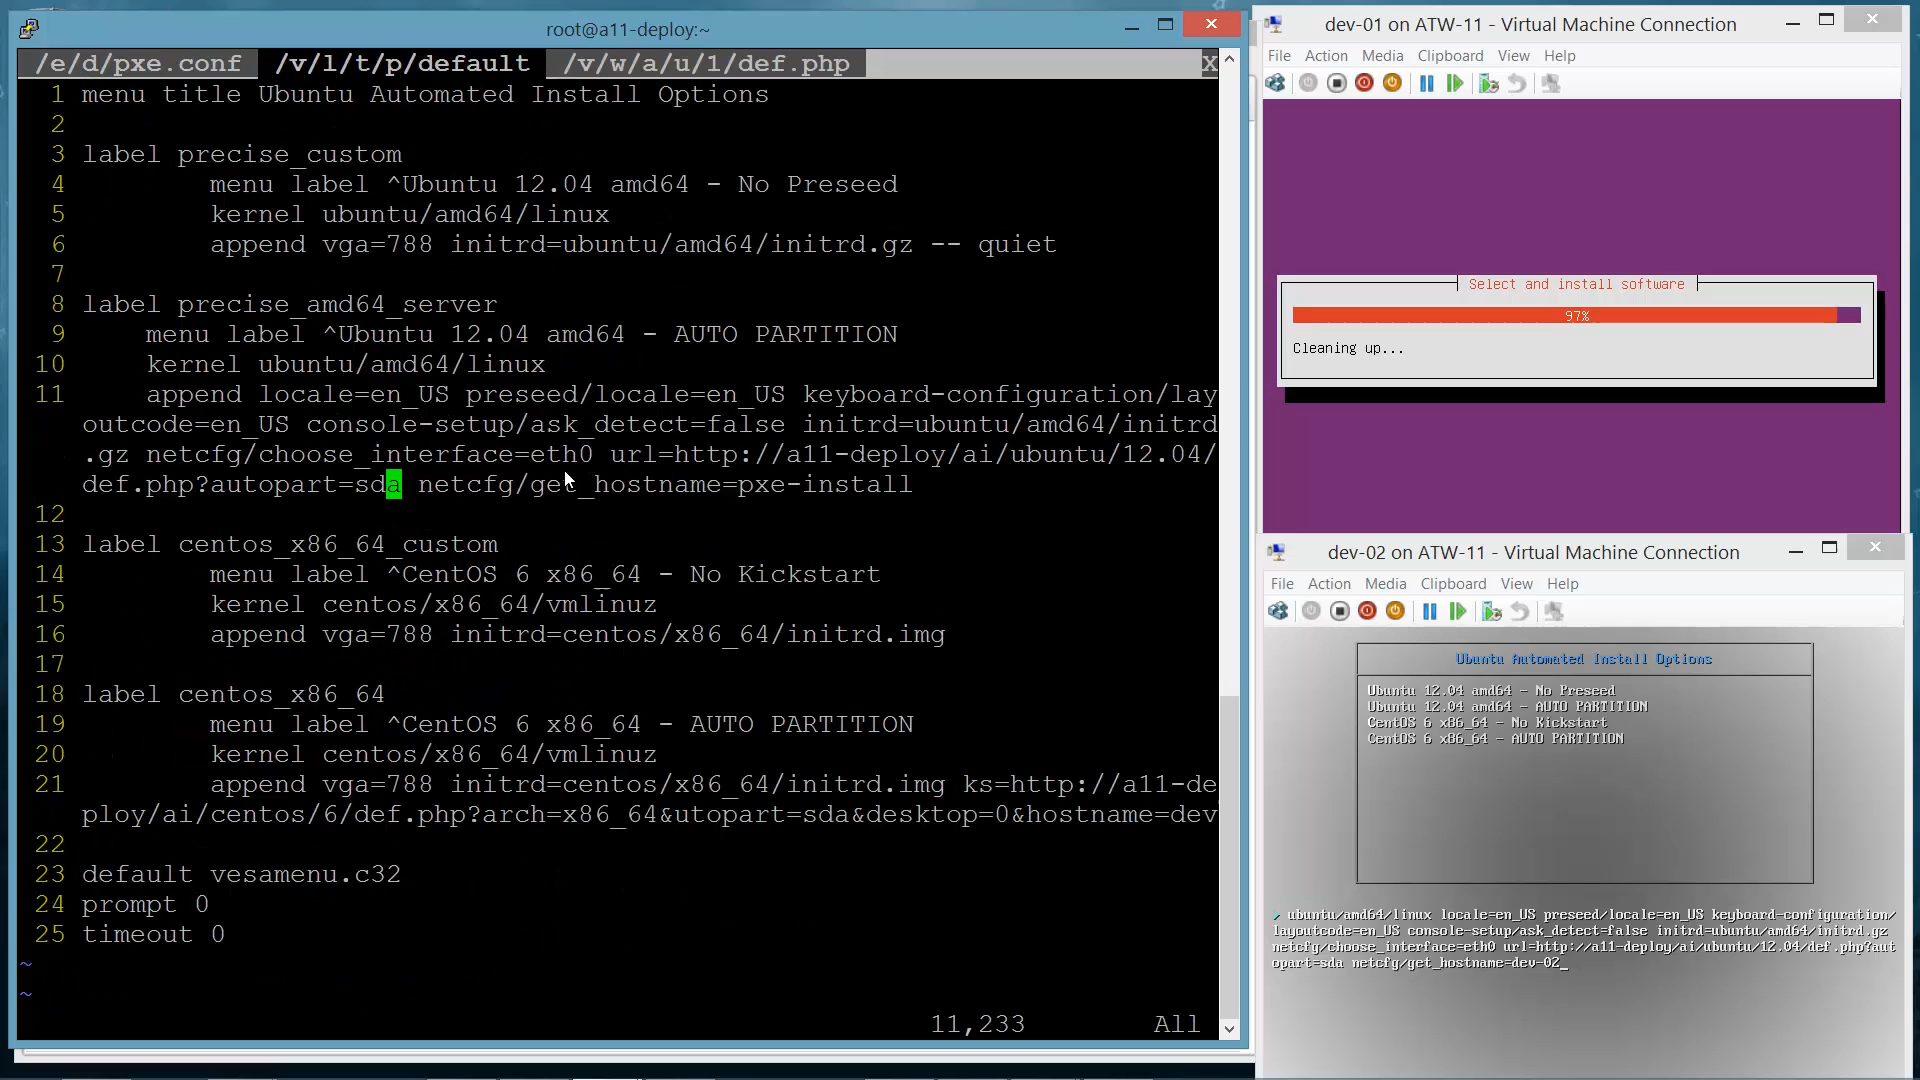 root@a11-deploy:~
/e/d/pxe.conf /v/l/t/p/default /v/w/a/u/1/def.php X
1 menu title Ubuntu Automated Install Options
2
3 label precise_custom
4 menu label ^Ubuntu 12.04 amd64 - No Preseed
5 kernel ubuntu/amd64/linux
6 append vga=788 initrd=ubuntu/amd64/initrd.gz -- quiet
7
8 label precise_amd64_server
9 menu label ^Ubuntu 12.04 amd64 - AUTO PARTITION
10 kernel ubuntu/amd64/linux
11 append locale=en_US preseed/locale=en_US keyboard-configuration/lay
outcode=en_US console-setup/ask_detect=false initrd=ubuntu/amd64/initrd
.gz netcfg/choose_interface=eth0 url=http://a11-deploy/ai/ubuntu/12.04/
def.php?autopart=sda netcfg/get_hostname=pxe-install
12
13 label centos_x86_64_custom
14 menu label ^CentOS 6 x86_64 - No Kickstart
15 kernel centos/x86_64/vmlinuz
16 append vga=788 initrd=centos/x86_64/initrd.img
17
18 label centos_x86_64
19 menu label ^CentOS 6 x86_64 - AUTO PARTITION
20 kernel centos/x86_64/vmlinuz
21 append vga=788 initrd=centos/x86_64/initrd.img ks=http://a11-de
ploy/ai/centos/6/def.php?arch=x86_64&utopart=sda&desktop=0&hostname=dev
22
23 default vesamenu.c32
24 prompt 0
25 timeout 0
~
~
11,233 All
dev-01 on ATW-11 - Virtual Machine Connection
File Action Media Clipboard View Help
Select and install software
97%
Cleaning up...
dev-02 on ATW-11 - Virtual Machine Connection
File Action Media Clipboard View Help
Ubuntu Automated Install Options
Ubuntu 12.04 amd64 - No Preseed
Ubuntu 12.04 amd64 - AUTO PARTITION
CentOS 6 x86_64 - No Kickstart
CentOS 6 x86_64 - AUTO PARTITION
> ubuntu/amd64/linux locale=en_US preseed/locale=en_US keyboard-configuration/
layoutcode=en_US console-setup/ask_detect=false initrd=ubuntu/amd64/initrd.gz
netcfg/choose_interface=eth0 url=http://a11-deploy/ai/ubuntu/12.04/def.php?aut
opart=sda netcfg/get_hostname=dev-02_